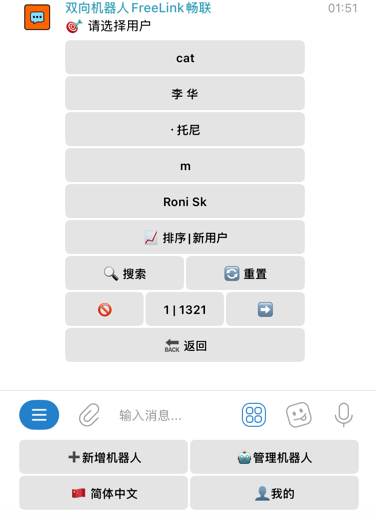 双向机器人FreeLink畅联
01:51
🎯 请选择用户
cat
李 华
· 托尼
m
Roni Sk
📈 排序|新用户
🔍 搜索
🔄 重置
🚫
1 | 1321
➡️
🔙 返回
输入消息...
➕新增机器人
🤖管理机器人
🇨🇳 简体中文
👤我的